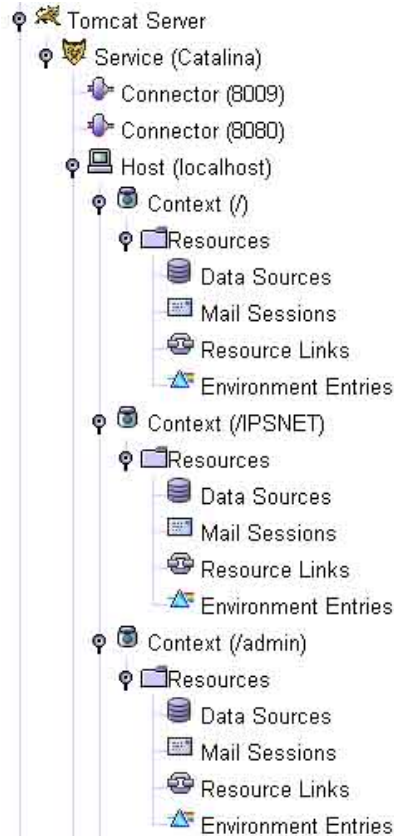 Tomcat Server
Service (Catalina)
Connector (8009)
Connector (8080)
Host (localhost)
Context (/)
Resources
Data Sources
Mail Sessions
Resource Links
Environment Entries
Context (/IPSNET)
Resources
Data Sources
Mail Sessions
Resource Links
Environment Entries
Context (/admin)
Resources
Data Sources
Mail Sessions
Resource Links
Environment Entries